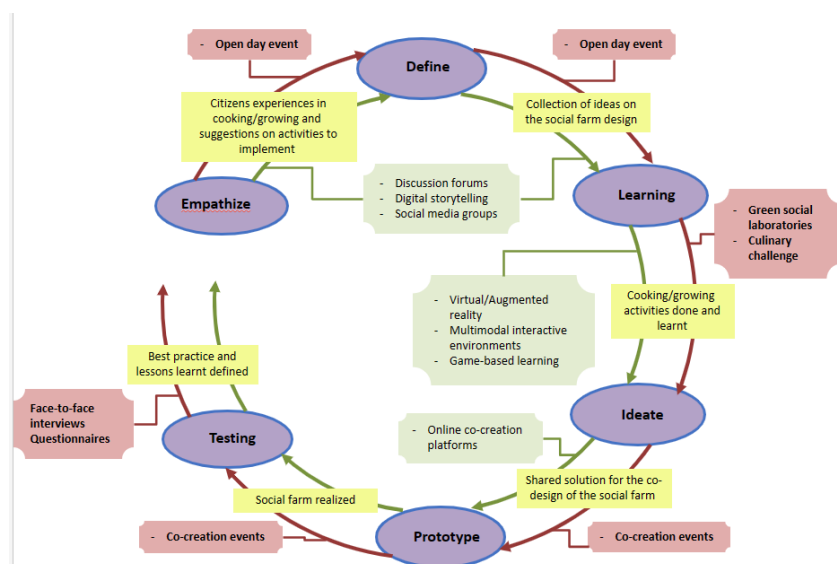 - Open day event
Define
- Open day event
Citizens experiences in
cooking/growing and
suggestions on activities to
implement
Collection of ideas on
the social farm design
- Discussion forums
- Digital storytelling
- Social media groups
Empathize
Learning
- Green social
laboratories
- Culinary
challenge
- Virtual/Augmented
reality
- Multimodal interactive
environments
- Game-based learning
Cooking/growing
activities done and
learnt
Best practice and
lessons learnt defined
Face-to-face
interviews
Questionnaires
Testing
- Online co-creation
platforms
Ideate
Shared solution for the co-
design of the social farm
Social farm realized
Prototype
- Co-creation events
- Co-creation events